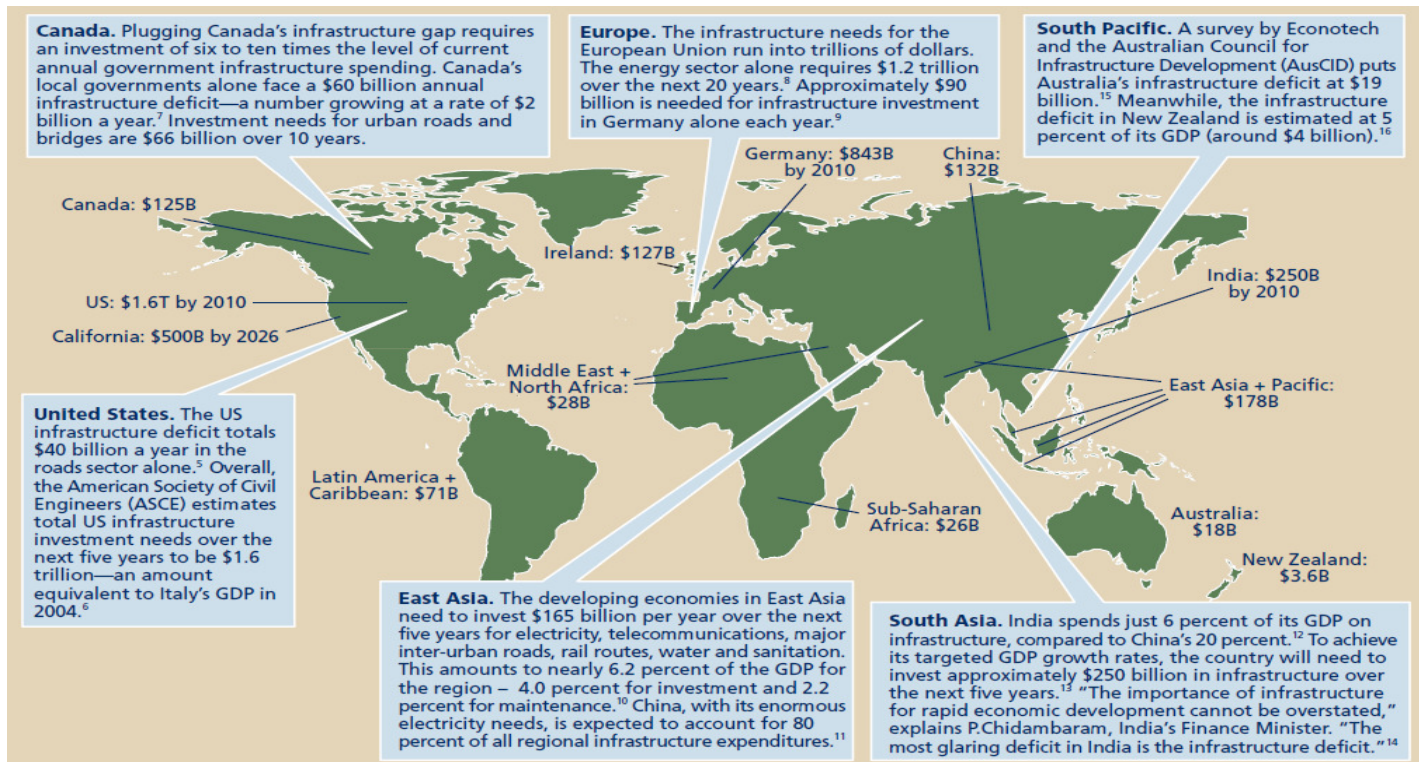 Canada. Plugging Canada's infrastructure gap requires
an investment of six to ten times the level of current
annual government infrastructure spending. Canada's
local governments alone face a $60 billion annual
infrastructure deficit—a number growing at a rate of $2
billion a year.⁷ Investment needs for urban roads and
bridges are $66 billion over 10 years.
Europe. The infrastructure needs for the
European Union run into trillions of dollars.
The energy sector alone requires $1.2 trillion
over the next 20 years.⁸ Approximately $90
billion is needed for infrastructure investment
in Germany alone each year.⁹
South Pacific. A survey by Econotech
and the Australian Council for
Infrastructure Development (AusCID) puts
Australia's infrastructure deficit at $19
billion.¹⁵ Meanwhile, the infrastructure
deficit in New Zealand is estimated at 5
percent of its GDP (around $4 billion).¹⁶
Germany: $843B
by 2010
China:
$132B
Canada: $125B
Ireland: $127B
India: $250B
by 2010
US: $1.6T by 2010
California: $500B by 2026
Middle East +
North Africa:
$28B
East Asia + Pacific:
$178B
United States. The US
infrastructure deficit totals
$40 billion a year in the
roads sector alone.⁵ Overall,
the American Society of Civil
Engineers (ASCE) estimates
total US infrastructure
investment needs over the
next five years to be $1.6
trillion—an amount
equivalent to Italy's GDP in
2004.⁶
Latin America +
Caribbean: $71B
Sub-Saharan
Africa: $26B
Australia:
$18B
New Zealand:
$3.6B
East Asia. The developing economies in East Asia
need to invest $165 billion per year over the next
five years for electricity, telecommunications, major
inter-urban roads, rail routes, water and sanitation.
This amounts to nearly 6.2 percent of the GDP for
the region – 4.0 percent for investment and 2.2
percent for maintenance.¹⁰ China, with its enormous
electricity needs, is expected to account for 80
percent of all regional infrastructure expenditures.¹¹
South Asia. India spends just 6 percent of its GDP on
infrastructure, compared to China's 20 percent.¹² To achieve
its targeted GDP growth rates, the country will need to
invest approximately $250 billion in infrastructure over
the next five years.¹³ “The importance of infrastructure
for rapid economic development cannot be overstated,”
explains P.Chidambaram, India's Finance Minister. “The
most glaring deficit in India is the infrastructure deficit.”¹⁴